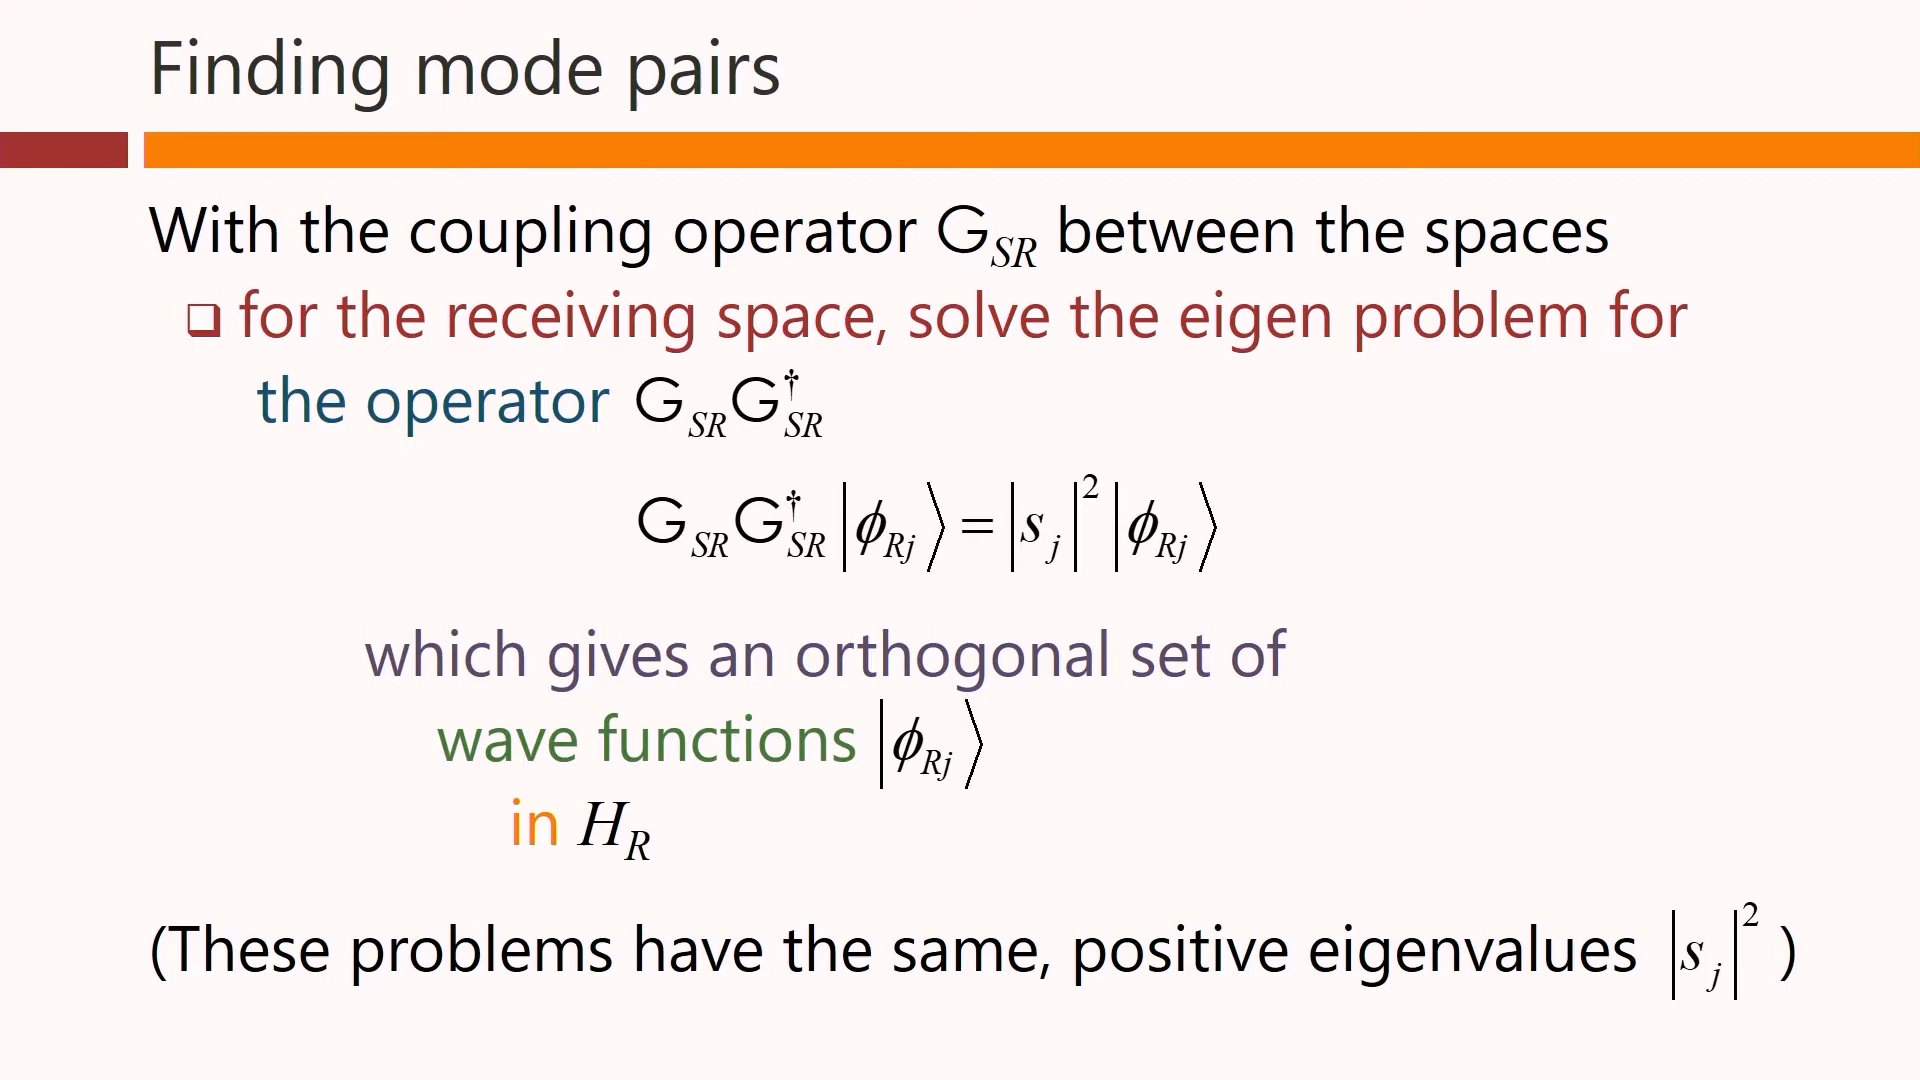 Finding mode pairs
With the coupling operator G_SR between the spaces
❑ for the receiving space, solve the eigen problem for
the operator G_SR G_SR^†
G_SR G_SR^† |ϕ_Rj⟩ = |s_j|^2 |ϕ_Rj⟩
which gives an orthogonal set of
wave functions |ϕ_Rj⟩
in H_R
(These problems have the same, positive eigenvalues |s_j|^2 )